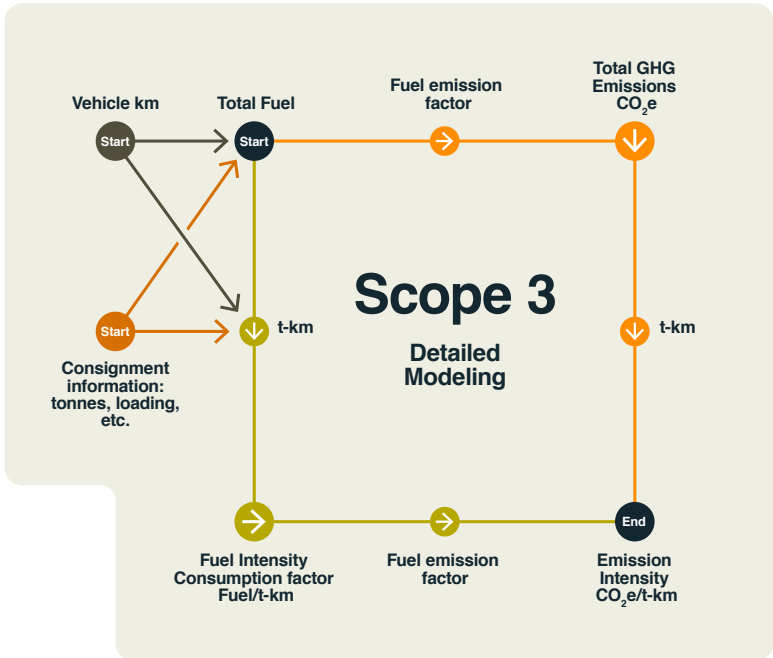 Vehicle km
Total Fuel
Fuel emission
factor
Total GHG
Emissions
CO₂e
Start
Start
Scope 3
Detailed
Modeling
Start
t-km
t-km
Consignment
information:
tonnes, loading,
etc.
End
Fuel Intensity
Consumption factor
Fuel/t-km
Fuel emission
factor
Emission
Intensity
CO₂e/t-km